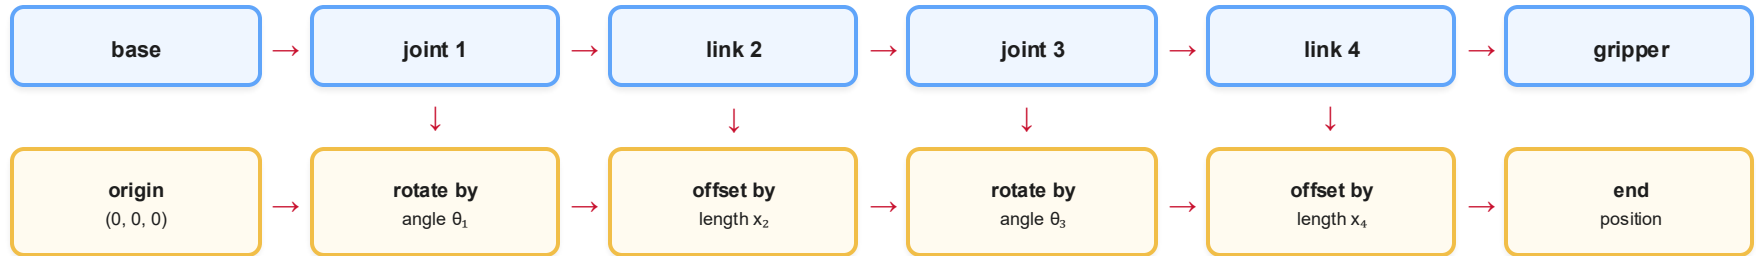 base → joint 1 → link 2 → joint 3 → link 4 → gripper
↓ ↓ ↓ ↓
origin → rotate by → offset by → rotate by → offset by → end
(0, 0, 0) angle θ₁ length x₂ angle θ₃ length x₄ position